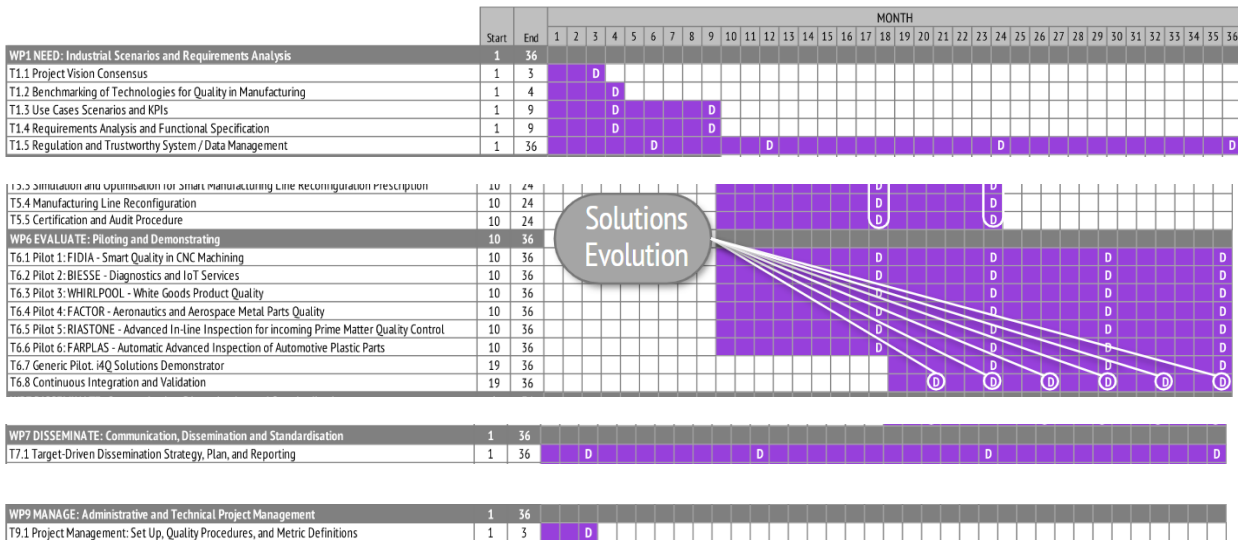 MONTH
Start End 1 2 3 4 5 6 7 8 9 10 11 12 13 14 15 16 17 18 19 20 21 22 23 24 25 26 27 28 29 30 31 32 33 34 35 36
WP1 NEED: Industrial Scenarios and Requirements Analysis 1 36
T1.1 Project Vision Consensus 1 3 D
T1.2 Benchmarking of Technologies for Quality in Manufacturing 1 4 D
T1.3 Use Cases Scenarios and KPIs 1 9 D D
T1.4 Requirements Analysis and Functional Specification 1 9 D D
T1.5 Regulation and Trustworthy System / Data Management 1 36 D D D D
T5.3 Simulation and Optimisation for Smart Manufacturing Line Reconfiguration Prescription 10 24 D D
T5.4 Manufacturing Line Reconfiguration 10 24 D D
T5.5 Certification and Audit Procedure 10 24 D D
Solutions
Evolution
WP6 EVALUATE: Piloting and Demonstrating 10 36
T6.1 Pilot 1: FIDIA - Smart Quality in CNC Machining 10 36 D D D D
T6.2 Pilot 2: BIESSE - Diagnostics and IoT Services 10 36 D D D D
T6.3 Pilot 3: WHIRLPOOL - White Goods Product Quality 10 36 D D D D
T6.4 Pilot 4: FACTOR - Aeronautics and Aerospace Metal Parts Quality 10 36 D D D D
T6.5 Pilot 5: RIASTONE - Advanced In-line Inspection for incoming Prime Matter Quality Control 10 36 D D D D
T6.6 Pilot 6: FARPLAS - Automatic Advanced Inspection of Automotive Plastic Parts 10 36 D D D D
T6.7 Generic Pilot. i4Q Solutions Demonstrator 19 36 D D D
T6.8 Continuous Integration and Validation 19 36 D D D D D D
WP7 DISSEMINATE: Communication, Dissemination and Standardisation 1 36
T7.1 Target-Driven Dissemination Strategy, Plan, and Reporting 1 36 D D D D
WP9 MANAGE: Administrative and Technical Project Management 1 36
T9.1 Project Management: Set Up, Quality Procedures, and Metric Definitions 1 3 D